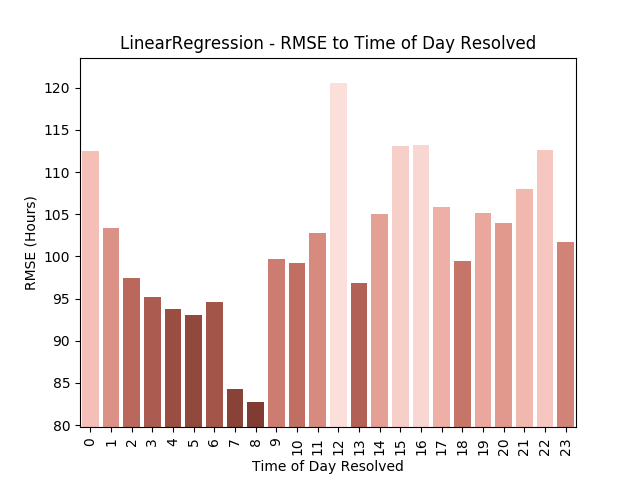 LinearRegression - RMSE to Time of Day Resolved
RMSE (Hours)
120
115
110
105
100
95
90
85
80
0 1 2 3 4 5 6 7 8 9 10 11 12 13 14 15 16 17 18 19 20 21 22 23
Time of Day Resolved